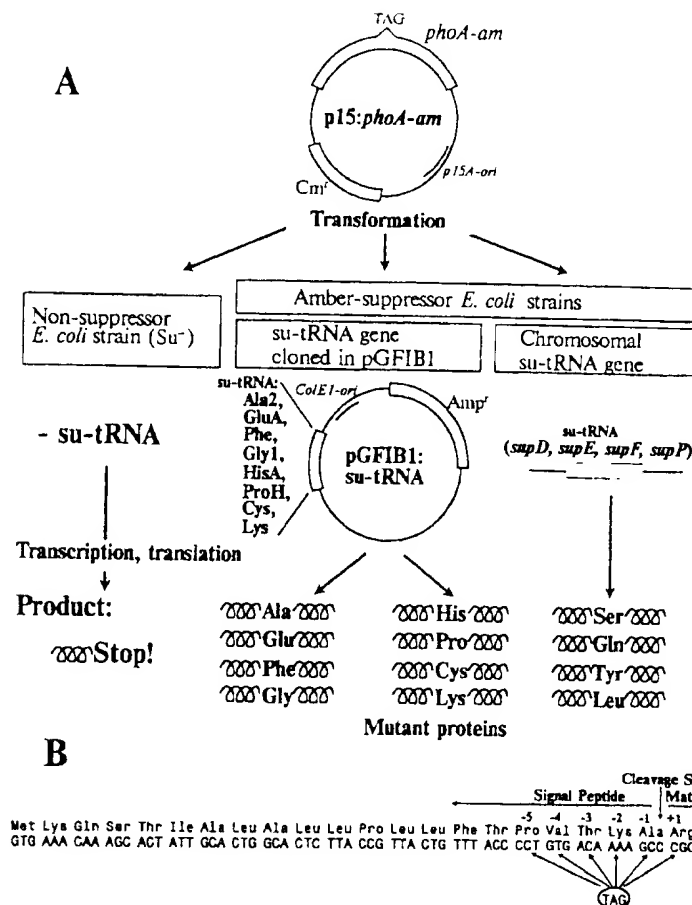 TAG
phoA-am
A
p15:phoA-am
p15A-ori
Cmʳ
Transformation
Non-suppressor
E. coli strain (Su⁻)
Amber-suppressor E. coli strains
su-tRNA gene
cloned in pGFIB1
Chromosomal
su-tRNA gene
su-tRNA:
Ala2,
GluA,
Phe,
Gly1,
HisA,
ProH,
Cys,
Lys
ColE1-ori
Ampʳ
pGFIB1:
su-tRNA
- su-tRNA
su-tRNA
(supD, supE, supF, supP)
Transcription, translation
Product:
Stop!
Ala
Glu
Phe
Gly
His
Pro
Cys
Lys
Ser
Gln
Tyr
Leu
Mutant proteins
B
Cleavage S
Signal Peptide
Mat
-5 -4 -3 -2 -1 +1
Met Lys Gln Ser Thr Ile Ala Leu Ala Leu Leu Pro Leu Leu Phe Thr Pro Val Thr Lys Ala Arg
GTG AAA CAA AGC ACT ATT GCA CTG GCA CTC TTA CCG TTA CTG TTT ACC CCT GTG ACA AAA GCC CGC
TAG